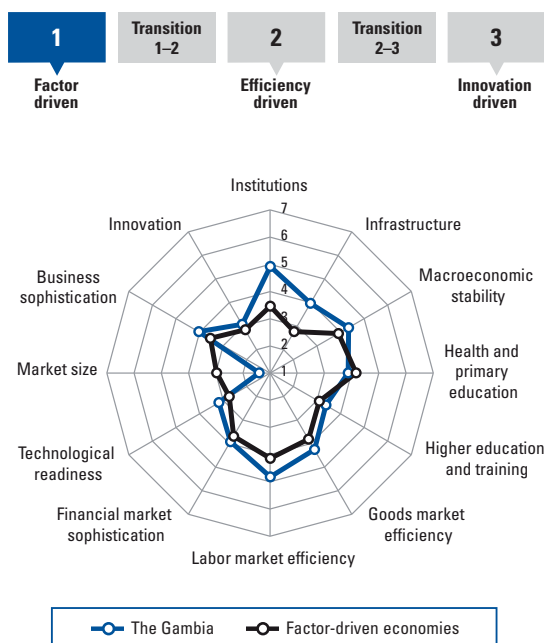 1
Transition
1–2
2
Transition
2–3
3
Factor
driven
Efficiency
driven
Innovation
driven
Institutions
7
6
5
4
3
2
1
Infrastructure
Macroeconomic
stability
Health and
primary
education
Higher education
and training
Goods market
efficiency
Labor market efficiency
Financial market
sophistication
Technological
readiness
Market size
Business
sophistication
Innovation
The Gambia
Factor-driven economies